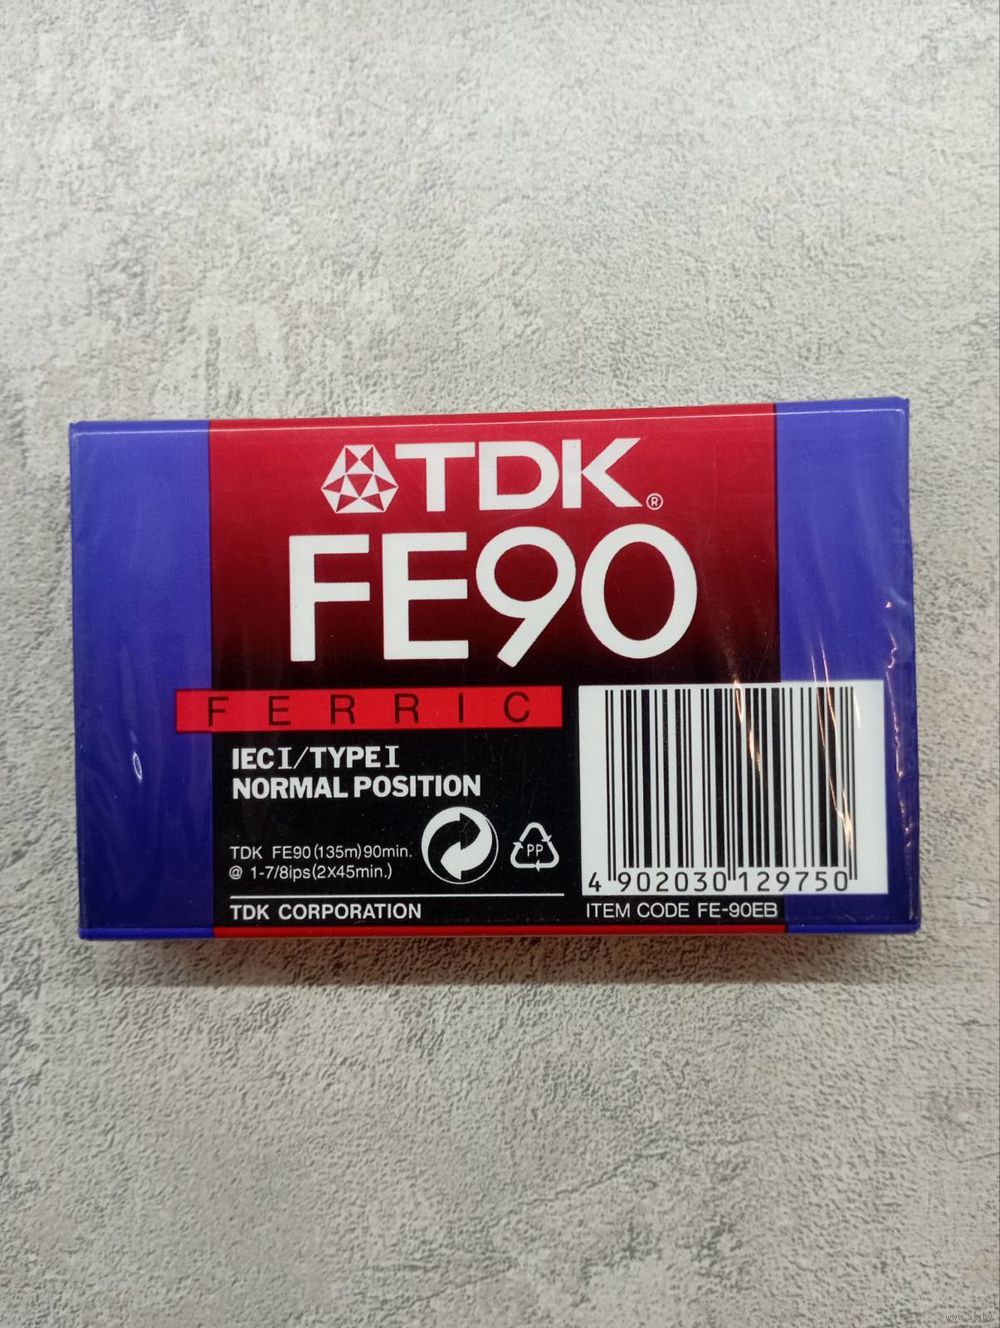 TDK®
FE90
FERRIC
IEC I/TYPE I
NORMAL POSITION
TDK FE90(135m)90min.
@ 1-7/8ips(2X45min.)
PP
TDK CORPORATION
4 902030 129750
ITEM CODE FE-90EB